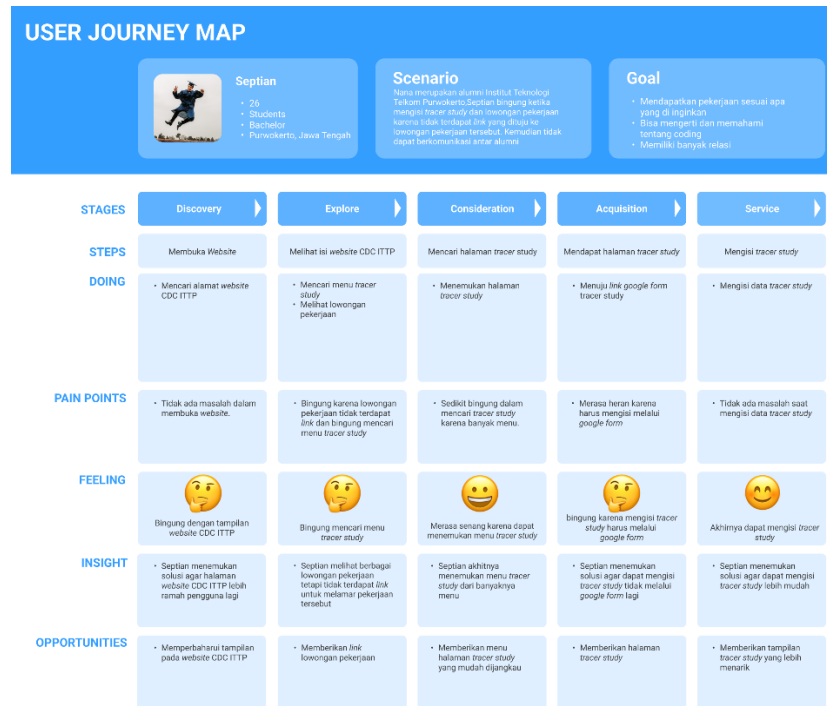 USER JOURNEY MAP
Septian
• 26
• Students
• Bachelor
• Purwokerto, Jawa Tengah
Scenario
Nana merupakan alumni Institut Teknologi
Telkom Purwokerto,Septian bingung ketika
mengisi tracer study dan lowongan pekerjaan
karena tidak terdapat link yang dituju ke
lowongan pekerjaan tersebut. Kemudian tidak
dapat berkomunikasi antar alumni
Goal
• Mendapatkan pekerjaan sesuai apa
yang di inginkan
• Bisa mengerti dan memahami
tentang coding
• Memiliki banyak relasi
STAGES
Discovery
Explore
Consideration
Acquisition
Service
STEPS
Membuka Website
Melihat isi website CDC ITTP
Mencari halaman tracer study
Mendapat halaman tracer study
Mengisi tracer study
DOING
• Mencari alamat website
CDC ITTP
• Mencari menu tracer
study
• Melihat lowongan
pekerjaan
• Menemukan halaman
tracer study
• Menuju link google form
tracer study
• Mengisi data tracer study
PAIN POINTS
• Tidak ada masalah dalam
membuka website.
• Bingung karena lowongan
pekerjaan tidak terdapat
link dan bingung mencari
menu tracer study
• Sedikit bingung dalam
mencari tracer study
karena banyak menu.
• Merasa heran karena
harus mengisi melalui
google form
• Tidak ada masalah saat
mengisi data tracer study
FEELING
Bingung dengan tampilan
website CDC ITTP
Bingung mencari menu
tracer study
Merasa senang karena dapat
menemukan menu tracer study
bingung karena mengisi tracer
study harus melalui
google form
Akhirnya dapat mengisi tracer
study
INSIGHT
• Septian menemukan
solusi agar halaman
website CDC ITTP lebih
ramah pengguna lagi
• Septian melihat berbagai
lowongan pekerjaan
tetapi tidak terdapat link
untuk melamar pekerjaan
tersebut
• Septian akhitnya
menemukan menu tracer
study dari banyaknya
menu
• Septian menemukan
solusi agar dapat mengisi
tracer study tidak melalui
google form lagi
• Septian menemukan
solusi agar dapat mengisi
tracer study lebih mudah
OPPORTUNITIES
• Memperbaharui tampilan
pada website CDC ITTP
• Memberikan link
lowongan pekerjaan
• Memberikan menu
halaman tracer study
yang mudah dijangkau
• Memberikan halaman
tracer study
• Memberikan tampilan
tracer study yang lebih
menarik